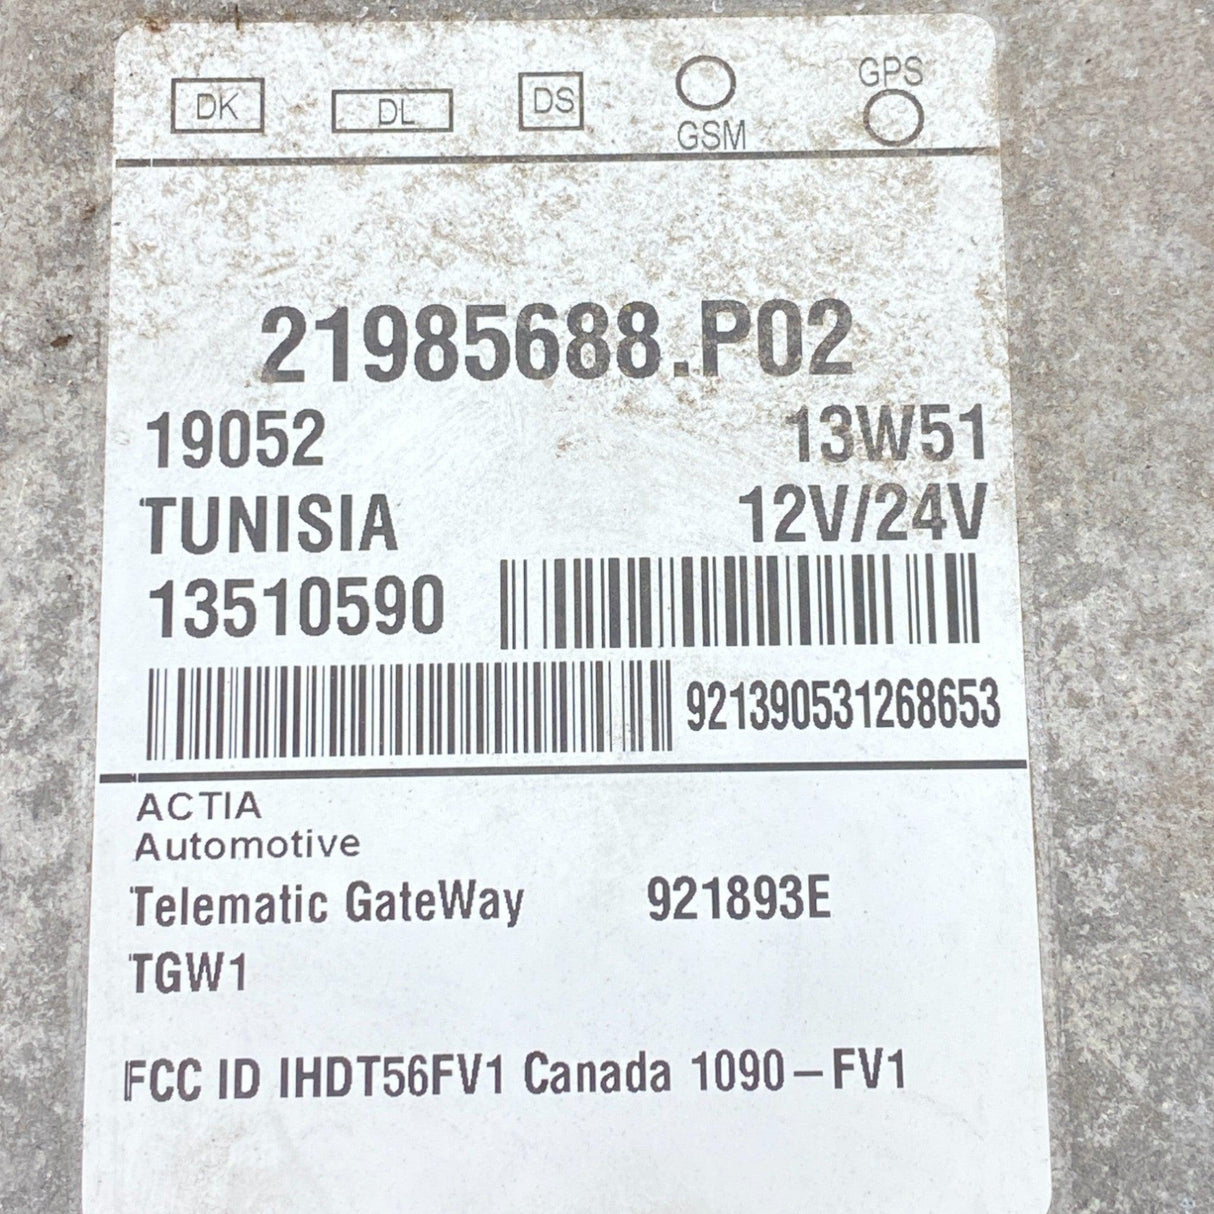 DK DL DS GSM GPS
21985688.P02
19052 13W51
TUNISIA 12V/24V
13510590
921390531268653
ACTIA
Automotive
Telematic GateWay 921893E
TGW1
FCC ID IHDT56FV1 Canada 1090-FV1